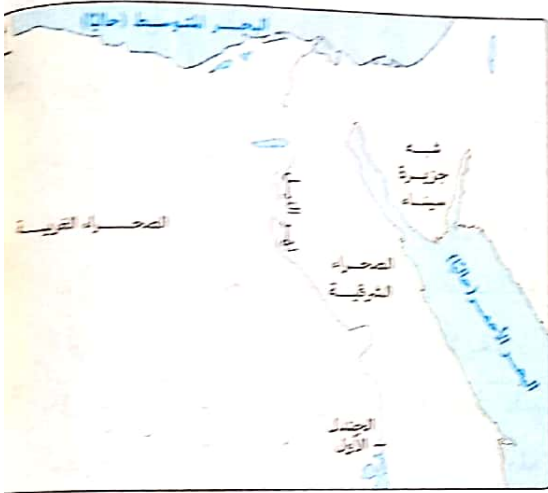 البحر المتوسط (حاليًا)
شبه
جزيرة
سيناء
الصحراء الغربية
الصحراء
الشرقية
البحر الأحمر (حاليًا)
الجندل
الأول